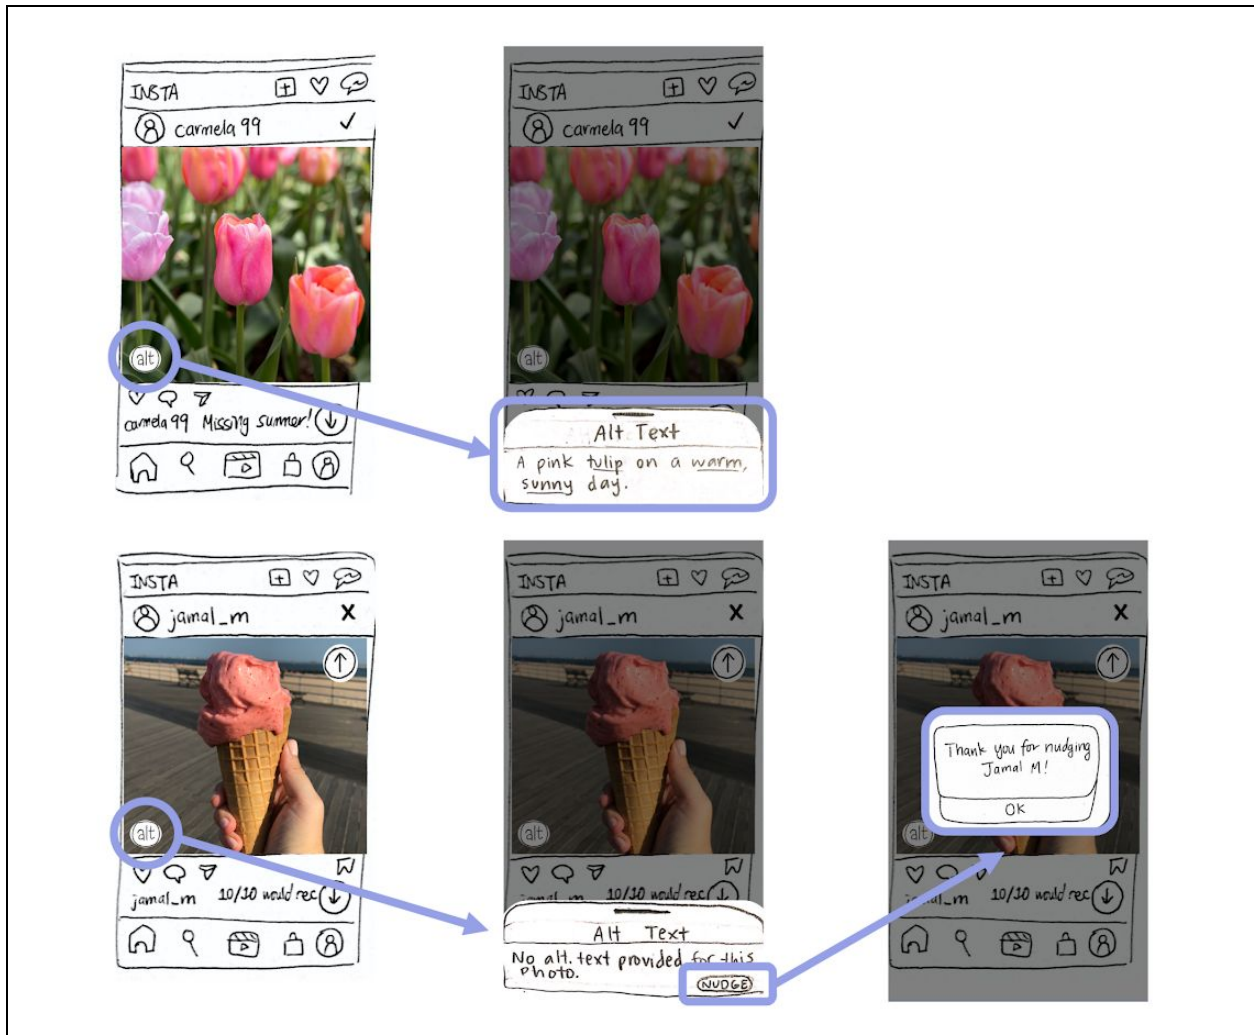 INSTA
carmela 99
alt
carmela 99 Missing summer!
INSTA
carmela 99
alt
Alt Text
A pink tulip on a warm,
sunny day.
INSTA
jamal_m
X
alt
jamal_m 10/10 would rec
INSTA
jamal_m
X
alt
jamal_m 10/10 would rec
Alt Text
No alt. text provided for this
photo.
NUDGE
INSTA
jamal_m
X
Thank you for nudging
Jamal M!
OK
alt
jamal_m 10/10 would rec